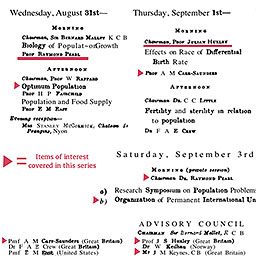 Wednesday, August 31st—
MORNING
Chairman, SIR BERNARD MALLET, K C B
Biology of Populat-oGrowth
PROF RAYMOND PEARL
AFTERNOON
Chairman, PROF W RAPPARD
Optimum Population
PROF H P FAIRCHILD
Population and Food Supply
PROF E M EAST
Evening reception—
MRS STANLEY MCCORMICK, Chateau de Prangins, Nyon
Thursday, September 1st—
MORNING
Chairman, PROF JULIAN HUXLEY
Effects on Race of Differential
Birth Rate
PROF A M CARR-SAUNDERS
AFTERNOON
Chairman DR C C LITTLE
Fertility and sterility in relation
to population
DR F A E CREW
= Items of interest
covered in this series
Saturday, September 3rd
MORNING (private session)
Chairman DR RAYMOND PEARL
a) Research Symposium on Population Problems
b) Organization of Permanent International Un
ADVISORY COUNCIL
CHAIRMAN Sir Bernard Mallet, K C B
Prof A M Carr-Saunders (Great Britain)
Dr F A E Crew (Great Britain)
Prof E M East (United States)
Prof J S Huxley (Great Britain)
Dr W Keilhau (Norway)
Mr J M Keynes, C B (Great Britain)